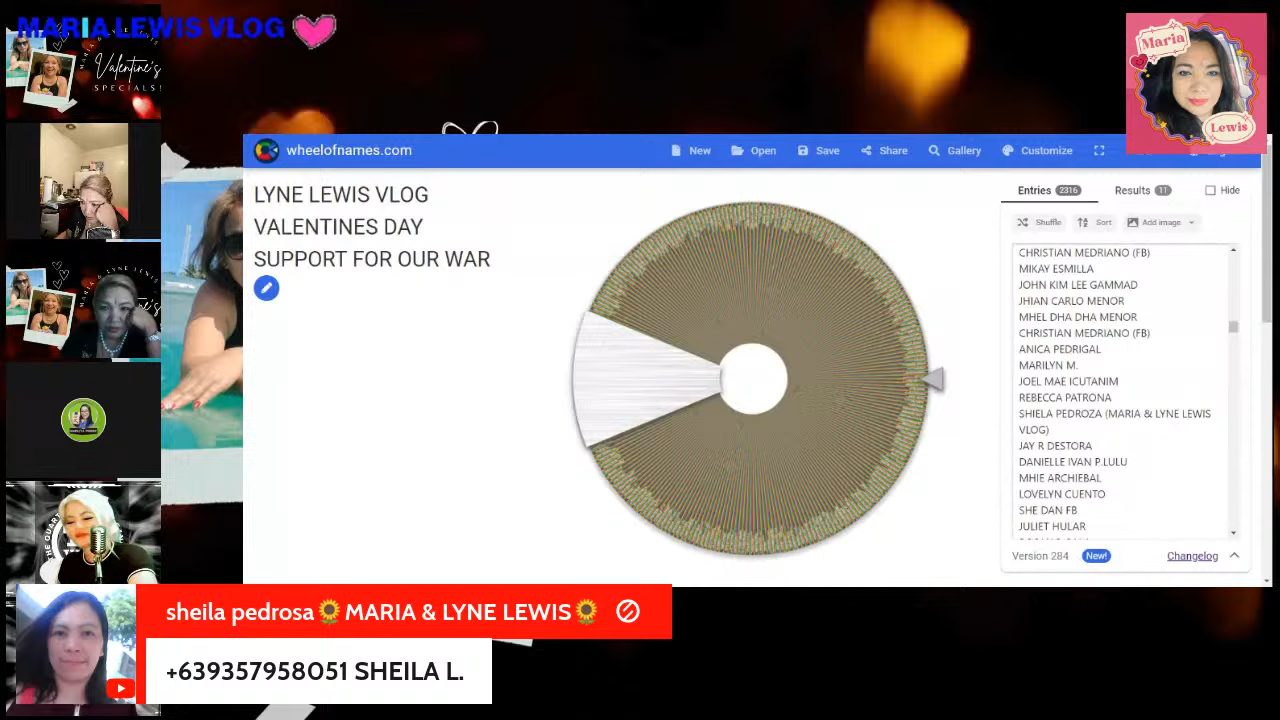 MARIA LEWIS VLOG
Valentine's
SPECIALS!
Maria
Lewis
wheelofnames.com
New
Open
Save
Share
Gallery
Customize
LYNE LEWIS VLOG
VALENTINES DAY
SUPPORT FOR OUR WAR
Entries 2316
Results 11
Hide
Shuffle
Sort
Add image
CHRISTIAN MEDRIANO (FB)
MIKAY ESMILLA
JOHN KIM LEE GAMMAD
JHIAN CARLO MENOR
MHEL DHA DHA MENOR
CHRISTIAN MEDRIANO (FB)
ANICA PEDRIGAL
MARILYN M.
JOEL MAE ICUTANIM
REBECCA PATRONA
SHIELA PEDROZA (MARIA & LYNE LEWIS
VLOG)
JAY R DESTORA
DANIELLE IVAN P.LULU
MHIE ARCHIEBAL
LOVELYN CUENTO
SHE DAN FB
JULIET HULAR
Version 284
New!
Changelog
sheila pedrosa🌻MARIA & LYNE LEWIS🌻
+639357958051 SHEILA L.